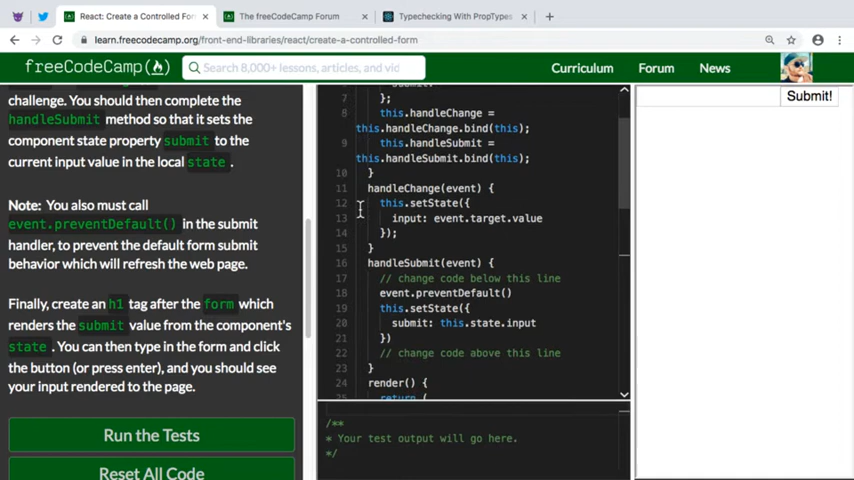 React: Create a Controlled For
The freeCodeCamp Forum
Typechecking With PropTypes
learn.freecodecamp.org/front-end-libraries/react/create-a-controlled-form
freeCodeCamp
Search 8,000+ lessons, articles, and vid
Curriculum
Forum
News
challenge. You should then complete the
handleSubmit method so that it sets the
component state property submit to the
current input value in the local state .
Note: You also must call
event.preventDefault() in the submit
handler, to prevent the default form submit
behavior which will refresh the web page.
Finally, create an h1 tag after the form which
renders the submit value from the component's
state . You can then type in the form and click
the button (or press enter), and you should see
your input rendered to the page.
Run the Tests
Reset All Code
7 };
8 this.handleChange =
this.handleChange.bind(this);
9 this.handleSubmit =
this.handleSubmit.bind(this);
10 }
11 handleChange(event) {
12 this.setState({
13 input: event.target.value
14 });
15 }
16 handleSubmit(event) {
17 // change code below this line
18 event.preventDefault()
19 this.setState({
20 submit: this.state.input
21 })
22 // change code above this line
23 }
24 render() {
25 return (
/**
* Your test output will go here.
*/
Submit!